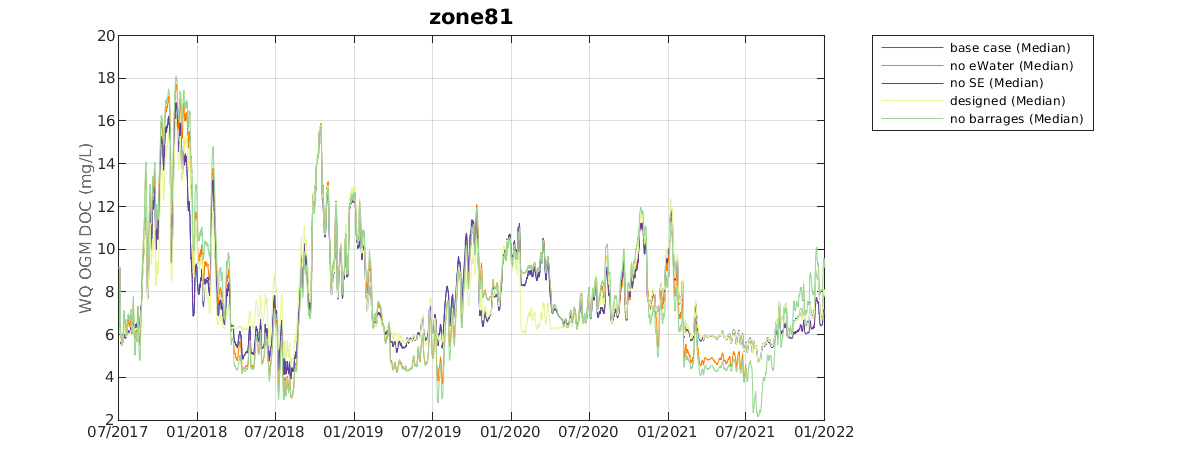 zone81
WQ OGM DOC (mg/L)
20
18
16
14
12
10
8
6
4
2
07/2017 01/2018 07/2018 01/2019 07/2019 01/2020 07/2020 01/2021 07/2021 01/2022
base case (Median)
no eWater (Median)
no SE (Median)
designed (Median)
no barrages (Median)